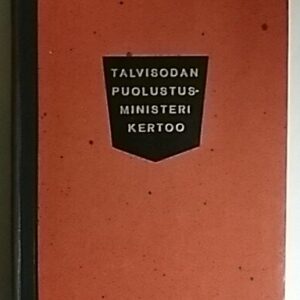 TALVISODAN
PUOLUSTUS-
MINISTERI
KERTOO